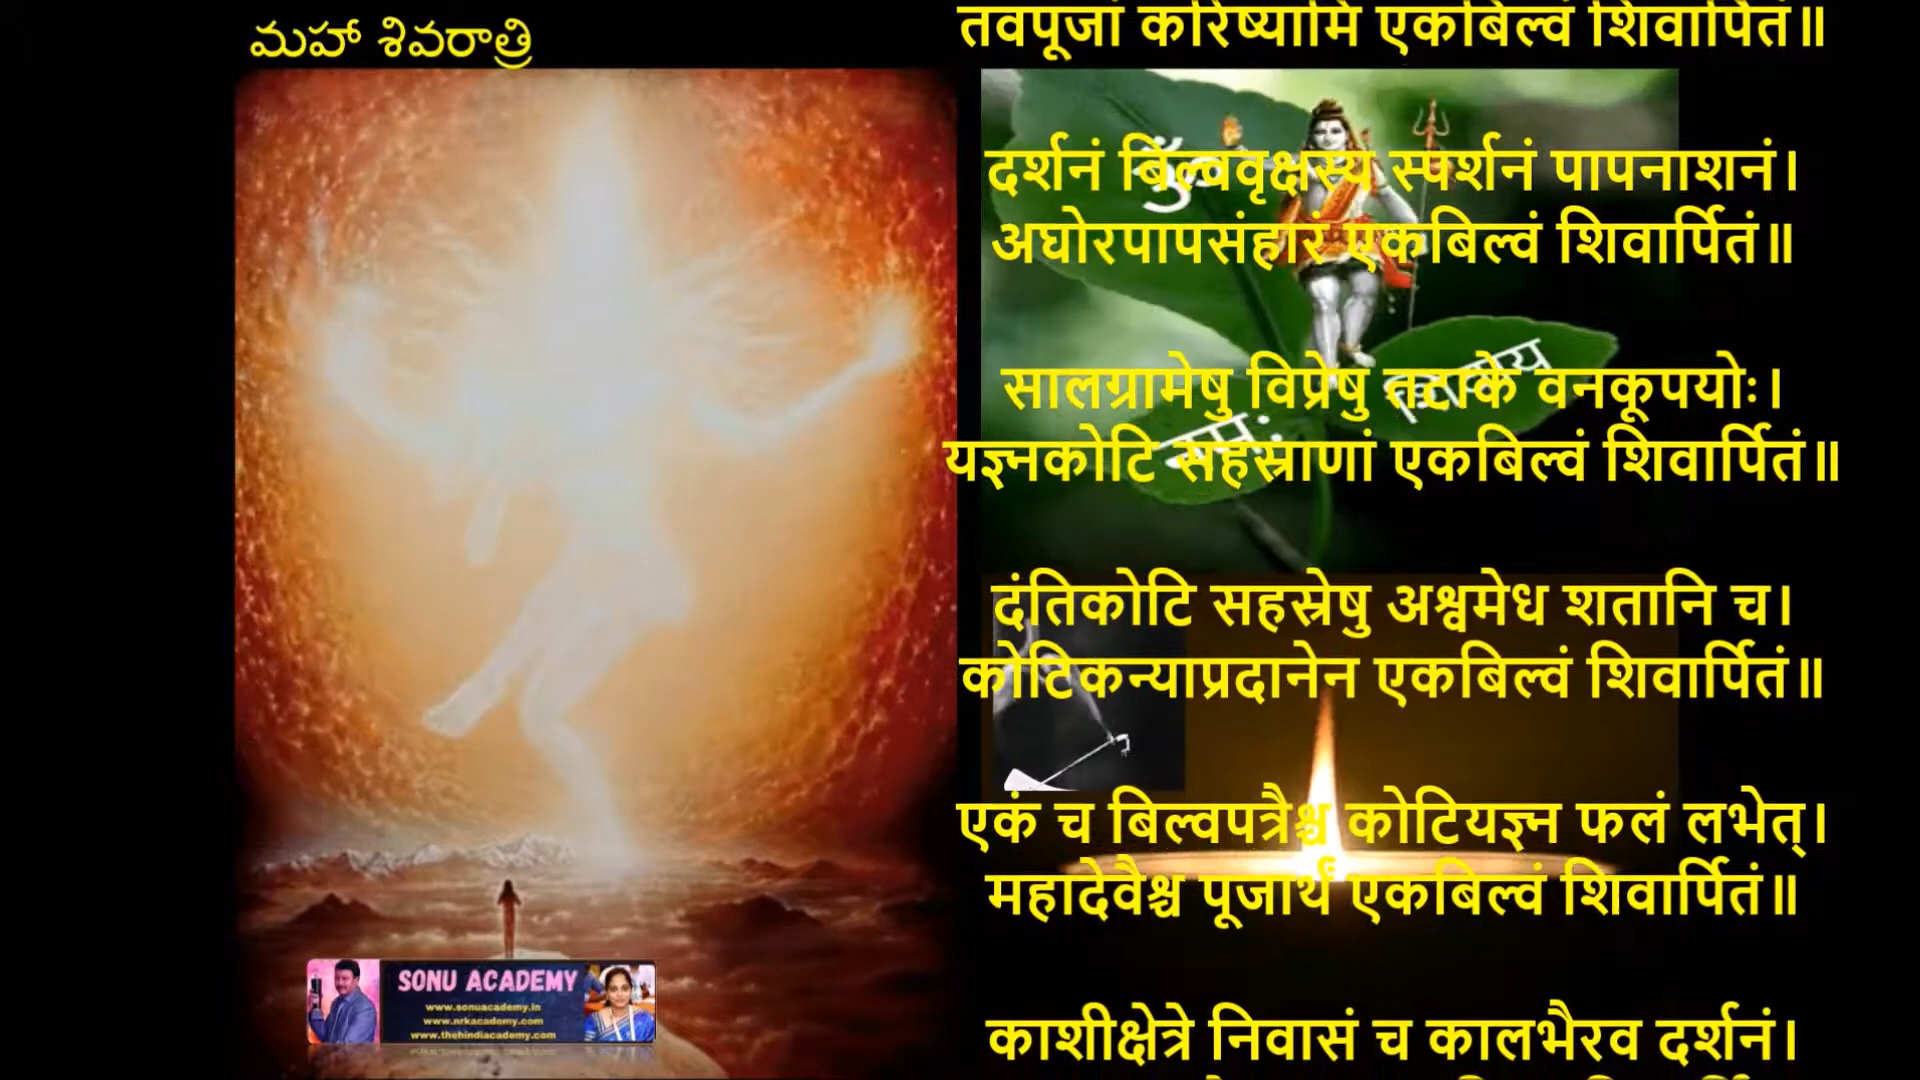 మహా శివరాత్రి
तवपूजां करिष्यामि एकबिल्वं शिवार्पितं॥
दर्शनं बिल्ववृक्षस्य स्पर्शनं पापनाशनं।
अघोरपापसंहारं एकबिल्वं शिवार्पितं॥
सालग्रामेषु विप्रेषु तटाके वनकूपयोः।
यज्ञ्नकोटि सहस्राणां एकबिल्वं शिवार्पितं॥
दंतिकोटि सहस्रेषु अश्वमेध शतानि च।
कोटिकन्याप्रदानेन एकबिल्वं शिवार्पितं॥
एकं च बिल्वपत्रैश्च कोटियज्ञ्न फलं लभेत्।
महादेवैश्च पूजार्थं एकबिल्वं शिवार्पितं॥
काशीक्षेत्रे निवासं च कालभैरव दर्शनं।
ॐ
नमः
शिवाय
SONU ACADEMY
www.sonuacademy.in
www.nrkacademy.com
www.thehindiacademy.com